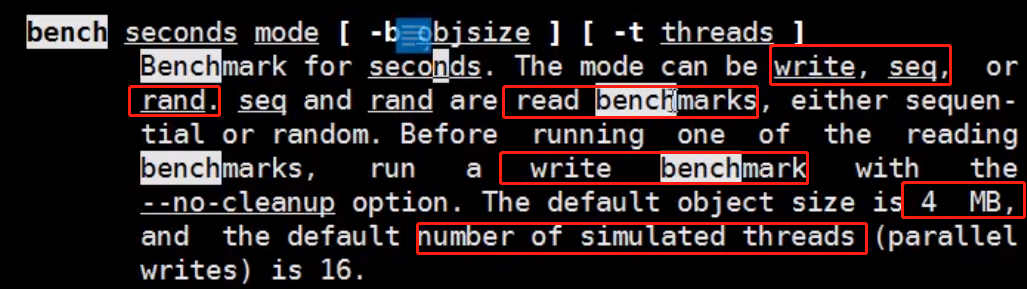 bench seconds mode [ -b objsize ] [ -t threads ]
Benchmark for seconds. The mode can be write, seq, or
rand. seq and rand are read benchmarks, either sequen-
tial or random. Before running one of the reading
benchmarks, run a write benchmark with the
--no-cleanup option. The default object size is 4 MB,
and the default number of simulated threads (parallel
writes) is 16.